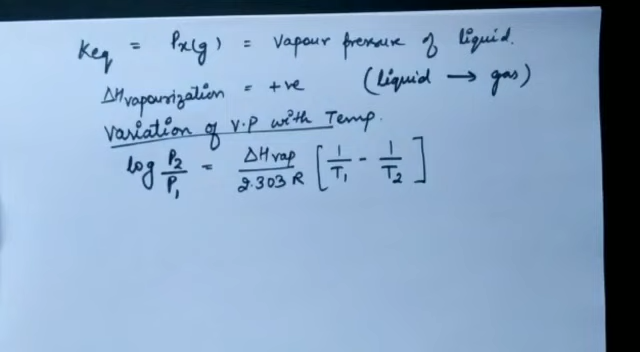 Keq = Px(g) = Vapour pressure of liquid.
ΔHvapourization = +ve (liquid → gas)
Variation of V.P with Temp.
log P2/P1 = ΔHvap/2.303 R [1/T1 - 1/T2]